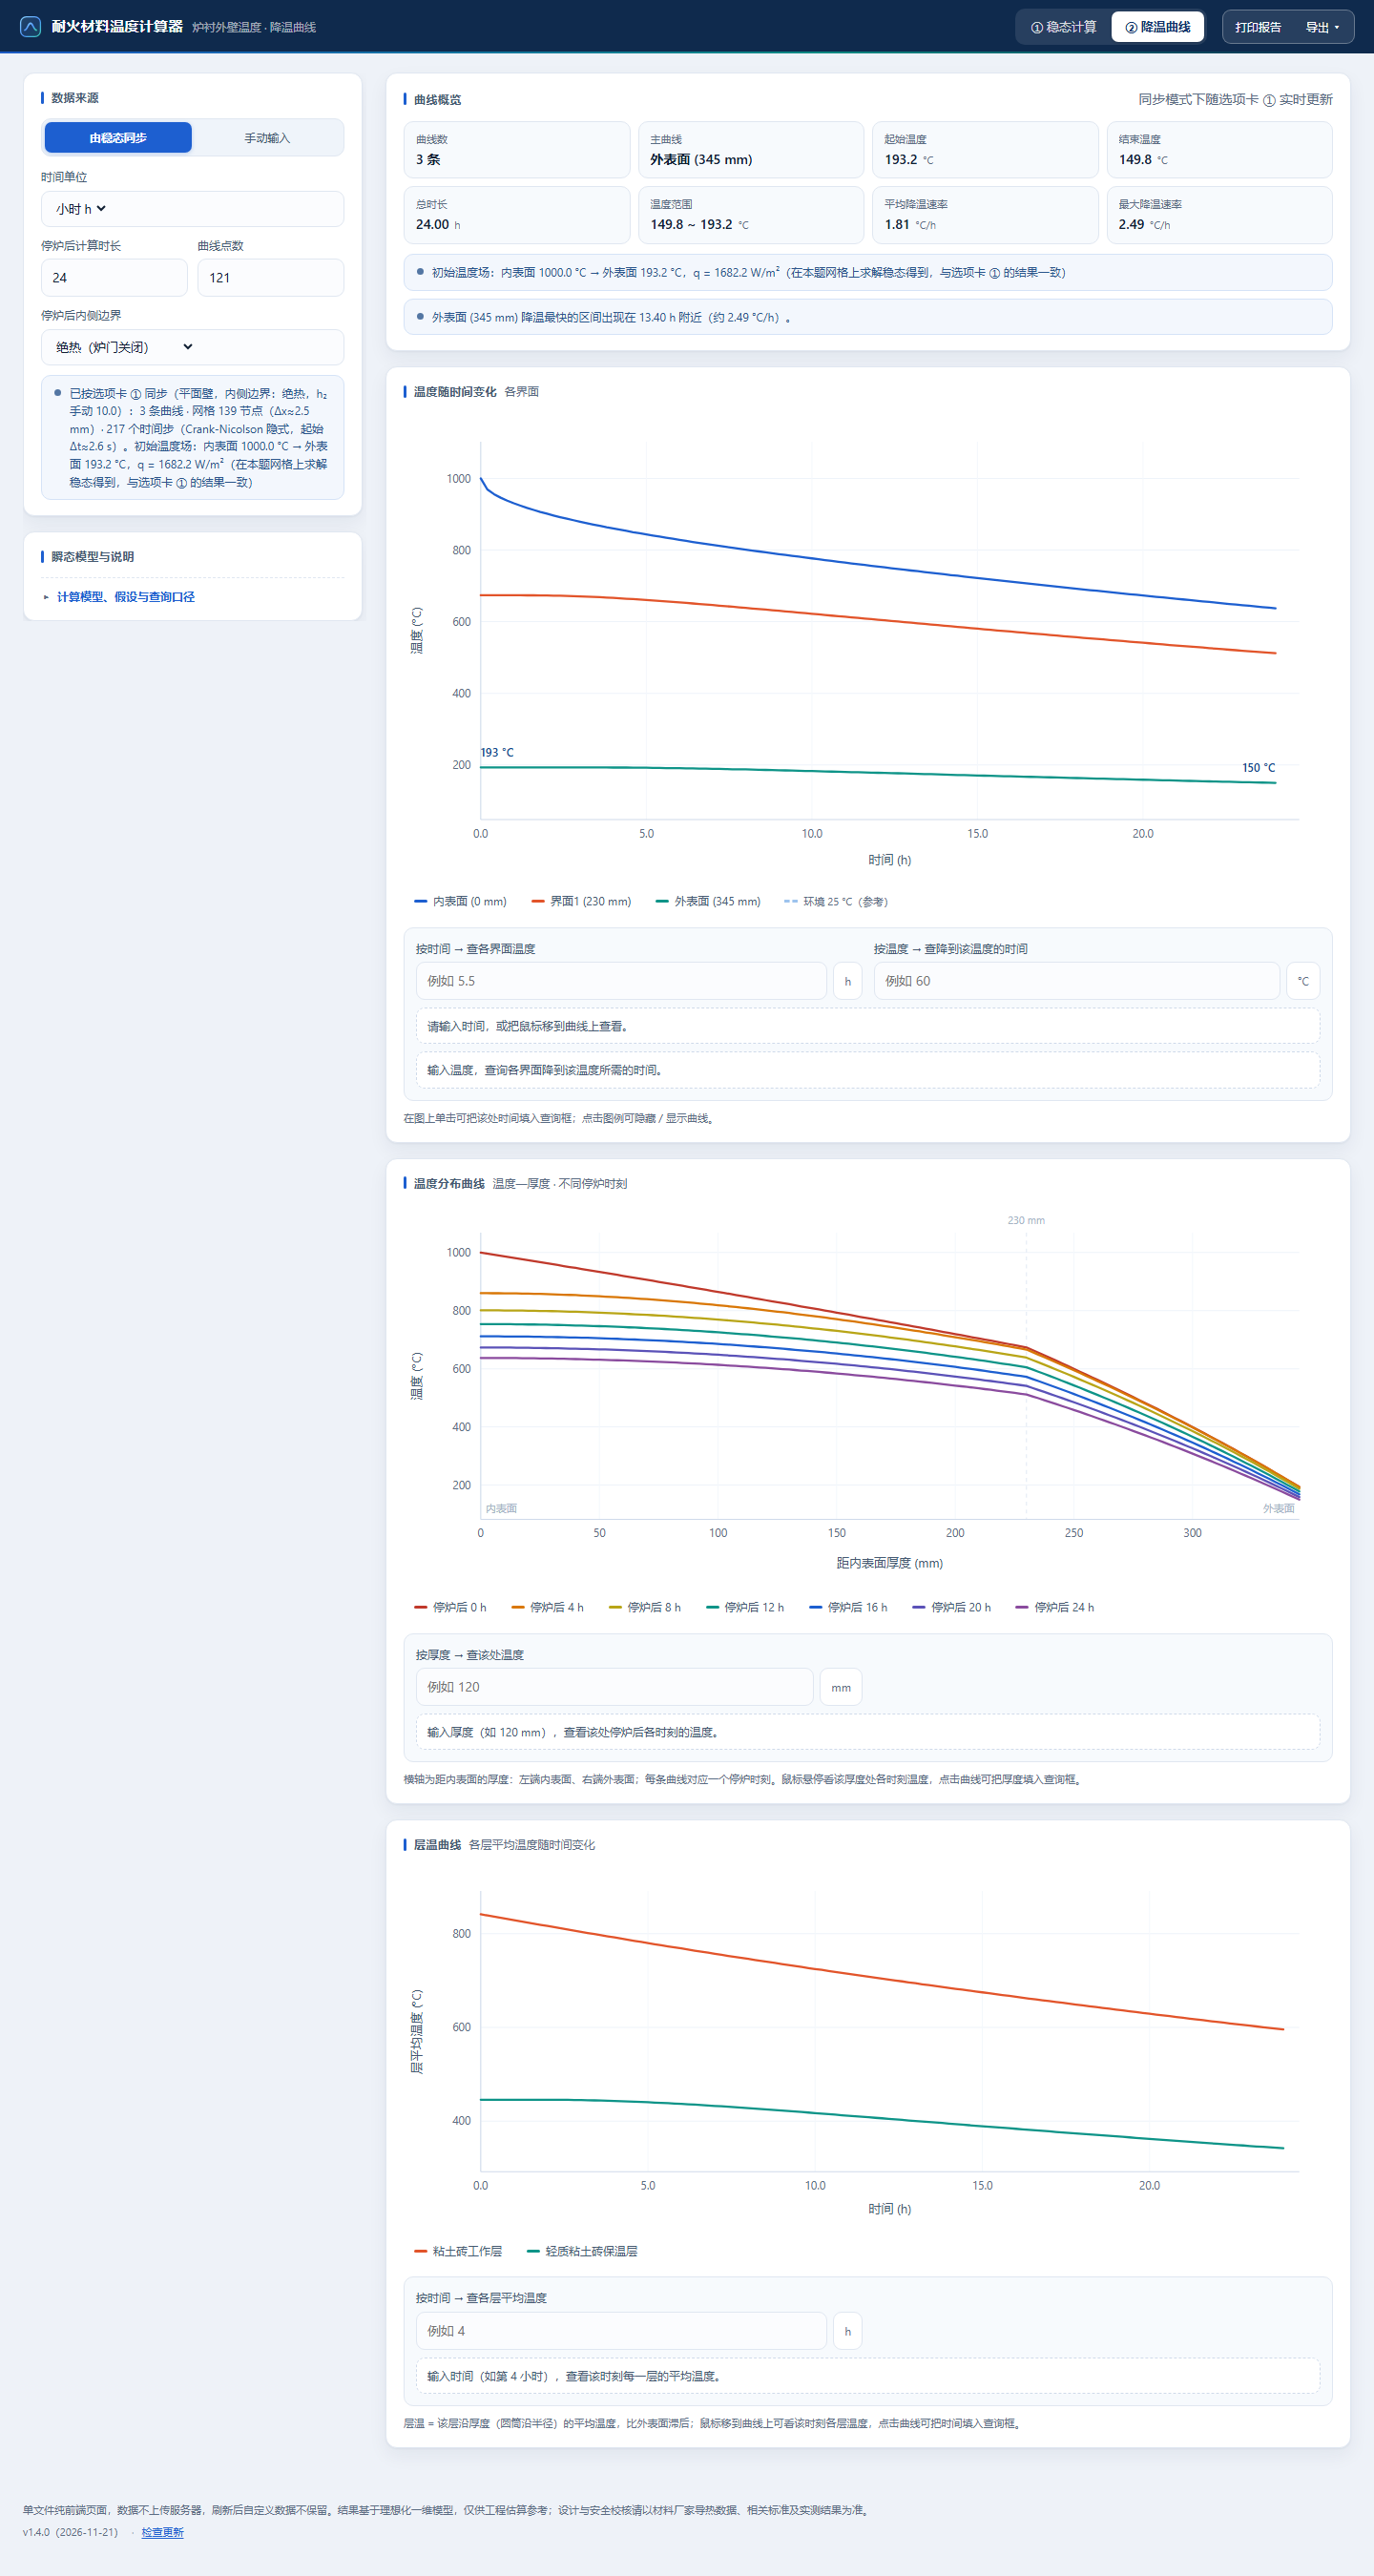 耐火材料温度计算器 炉衬外壁温度 · 降温曲线
① 稳态计算 ② 降温曲线 打印报告 导出 ▾
数据来源
由稳态同步 手动输入
时间单位
小时 h
停炉后计算时长 曲线点数
24 121
停炉后内侧边界
绝热（炉门关闭）
已按选项卡 ① 同步（平面壁，内侧边界：绝热，h₂
手动 10.0）：3 条曲线 · 网格 139 节点（Δx≈2.5
mm）· 217 个时间步（Crank-Nicolson 隐式，起始
Δt≈2.6 s）。初始温度场：内表面 1000.0 °C → 外表
面 193.2 °C，q = 1682.2 W/m²（在本题网格上求解
稳态得到，与选项卡 ① 的结果一致）
瞬态模型与说明
▸ 计算模型、假设与查询口径
曲线概览 同步模式下随选项卡 ① 实时更新
曲线数 主曲线 起始温度 结束温度
3 条 外表面 (345 mm) 193.2 °C 149.8 °C
总时长 温度范围 平均降温速率 最大降温速率
24.00 h 149.8 ~ 193.2 °C 1.81 °C/h 2.49 °C/h
初始温度场：内表面 1000.0 °C → 外表面 193.2 °C，q = 1682.2 W/m²（在本题网格上求解稳态得到，与选项卡 ① 的结果一致）
外表面 (345 mm) 降温最快的区间出现在 13.40 h 附近（约 2.49 °C/h）。
温度随时间变化 各界面
1000
800
600
400
200
温度 (°C)
193 °C
150 °C
0.0 5.0 10.0 15.0 20.0
时间 (h)
内表面 (0 mm) 界面1 (230 mm) 外表面 (345 mm) 环境 25 °C（参考）
按时间 → 查各界面温度 按温度 → 查降到该温度的时间
例如 5.5 h 例如 60 °C
请输入时间，或把鼠标移到曲线上查看。
输入温度，查询各界面降到该温度所需的时间。
在图上单击可把该处时间填入查询框；点击图例可隐藏 / 显示曲线。
温度分布曲线 温度—厚度 · 不同停炉时刻
230 mm
1000
800
600
400
200
温度 (°C)
内表面 外表面
0 50 100 150 200 250 300
距内表面厚度 (mm)
停炉后 0 h 停炉后 4 h 停炉后 8 h 停炉后 12 h 停炉后 16 h 停炉后 20 h 停炉后 24 h
按厚度 → 查该处温度
例如 120 mm
输入厚度（如 120 mm），查看该处停炉后各时刻的温度。
横轴为距内表面的厚度：左端内表面、右端外表面；每条曲线对应一个停炉时刻。鼠标悬停看该厚度处各时刻温度，点击曲线可把厚度填入查询框。
层温曲线 各层平均温度随时间变化
800
600
400
层平均温度 (°C)
0.0 5.0 10.0 15.0 20.0
时间 (h)
粘土砖工作层 轻质粘土砖保温层
按时间 → 查各层平均温度
例如 4 h
输入时间（如第 4 小时），查看该时刻每一层的平均温度。
层温 = 该层沿厚度（圆筒沿半径）的平均温度，比外表面滞后；鼠标移到曲线上可看该时刻各层温度，点击曲线可把时间填入查询框。
单文件纯前端页面，数据不上传服务器，刷新后自定义数据不保留。结果基于理想化一维模型，仅供工程估算参考；设计与安全校核请以材料厂家导热数据、相关标准及实测结果为准。
v1.4.0（2026-11-21） · 检查更新